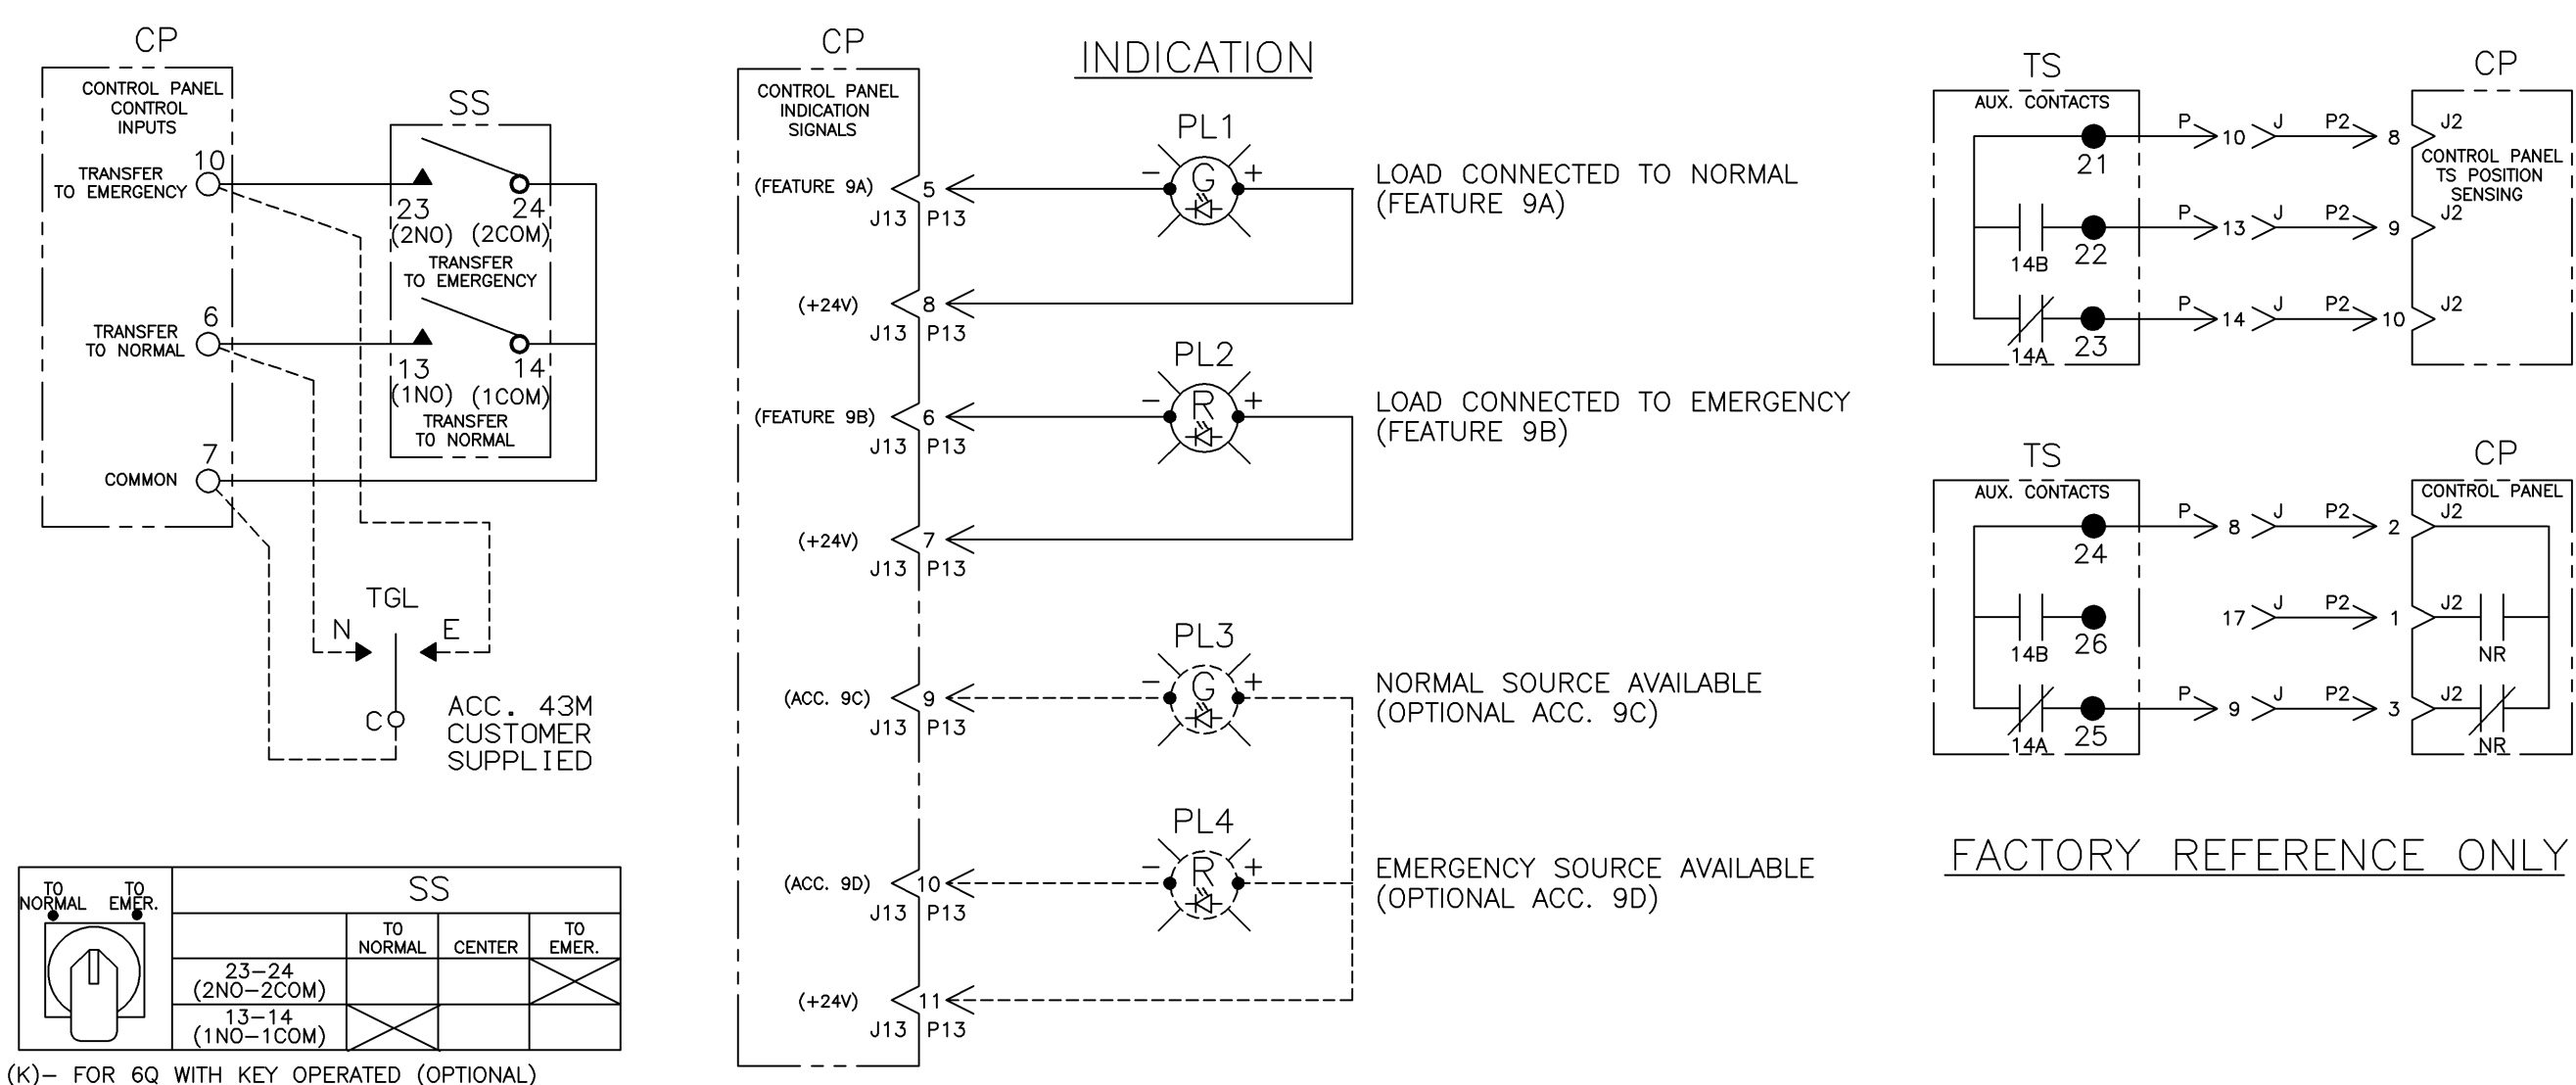 CP
CONTROL PANEL
CONTROL
INPUTS
TRANSFER
TO EMERGENCY
10
TRANSFER
TO NORMAL
6
COMMON
7
SS
23
24
(2NO)
(2COM)
TRANSFER
TO EMERGENCY
13
14
(1NO)
(1COM)
TRANSFER
TO NORMAL
TGL
N
E
C
ACC. 43M
CUSTOMER
SUPPLIED
TO
NORMAL
TO
EMER.
SS
TO
NORMAL
CENTER
TO
EMER.
23-24
(2NO-2COM)
13-14
(1NO-1COM)
(K)- FOR 6Q WITH KEY OPERATED (OPTIONAL)
INDICATION
CP
CONTROL PANEL
INDICATION
SIGNALS
(FEATURE 9A)
5
J13 P13
PL1
- G +
LOAD CONNECTED TO NORMAL
(FEATURE 9A)
(+24V)
8
J13 P13
PL2
(FEATURE 9B)
6
J13 P13
- R +
LOAD CONNECTED TO EMERGENCY
(FEATURE 9B)
(+24V)
7
J13 P13
PL3
(ACC. 9C)
9
J13 P13
- G +
NORMAL SOURCE AVAILABLE
(OPTIONAL ACC. 9C)
PL4
(ACC. 9D)
10
J13 P13
- R +
EMERGENCY SOURCE AVAILABLE
(OPTIONAL ACC. 9D)
(+24V)
11
J13 P13
TS
AUX. CONTACTS
CP
21
P 10 J P2 8 J2
CONTROL PANEL
TS POSITION
SENSING
14B
22
P 13 J P2 9 J2
14A
23
P 14 J P2 10 J2
TS
AUX. CONTACTS
CP
CONTROL PANEL
24
P 8 J P2 2 J2
14B
26
17 J P2 1 J2
NR
14A
25
P 9 J P2 3 J2
NR
FACTORY REFERENCE ONLY